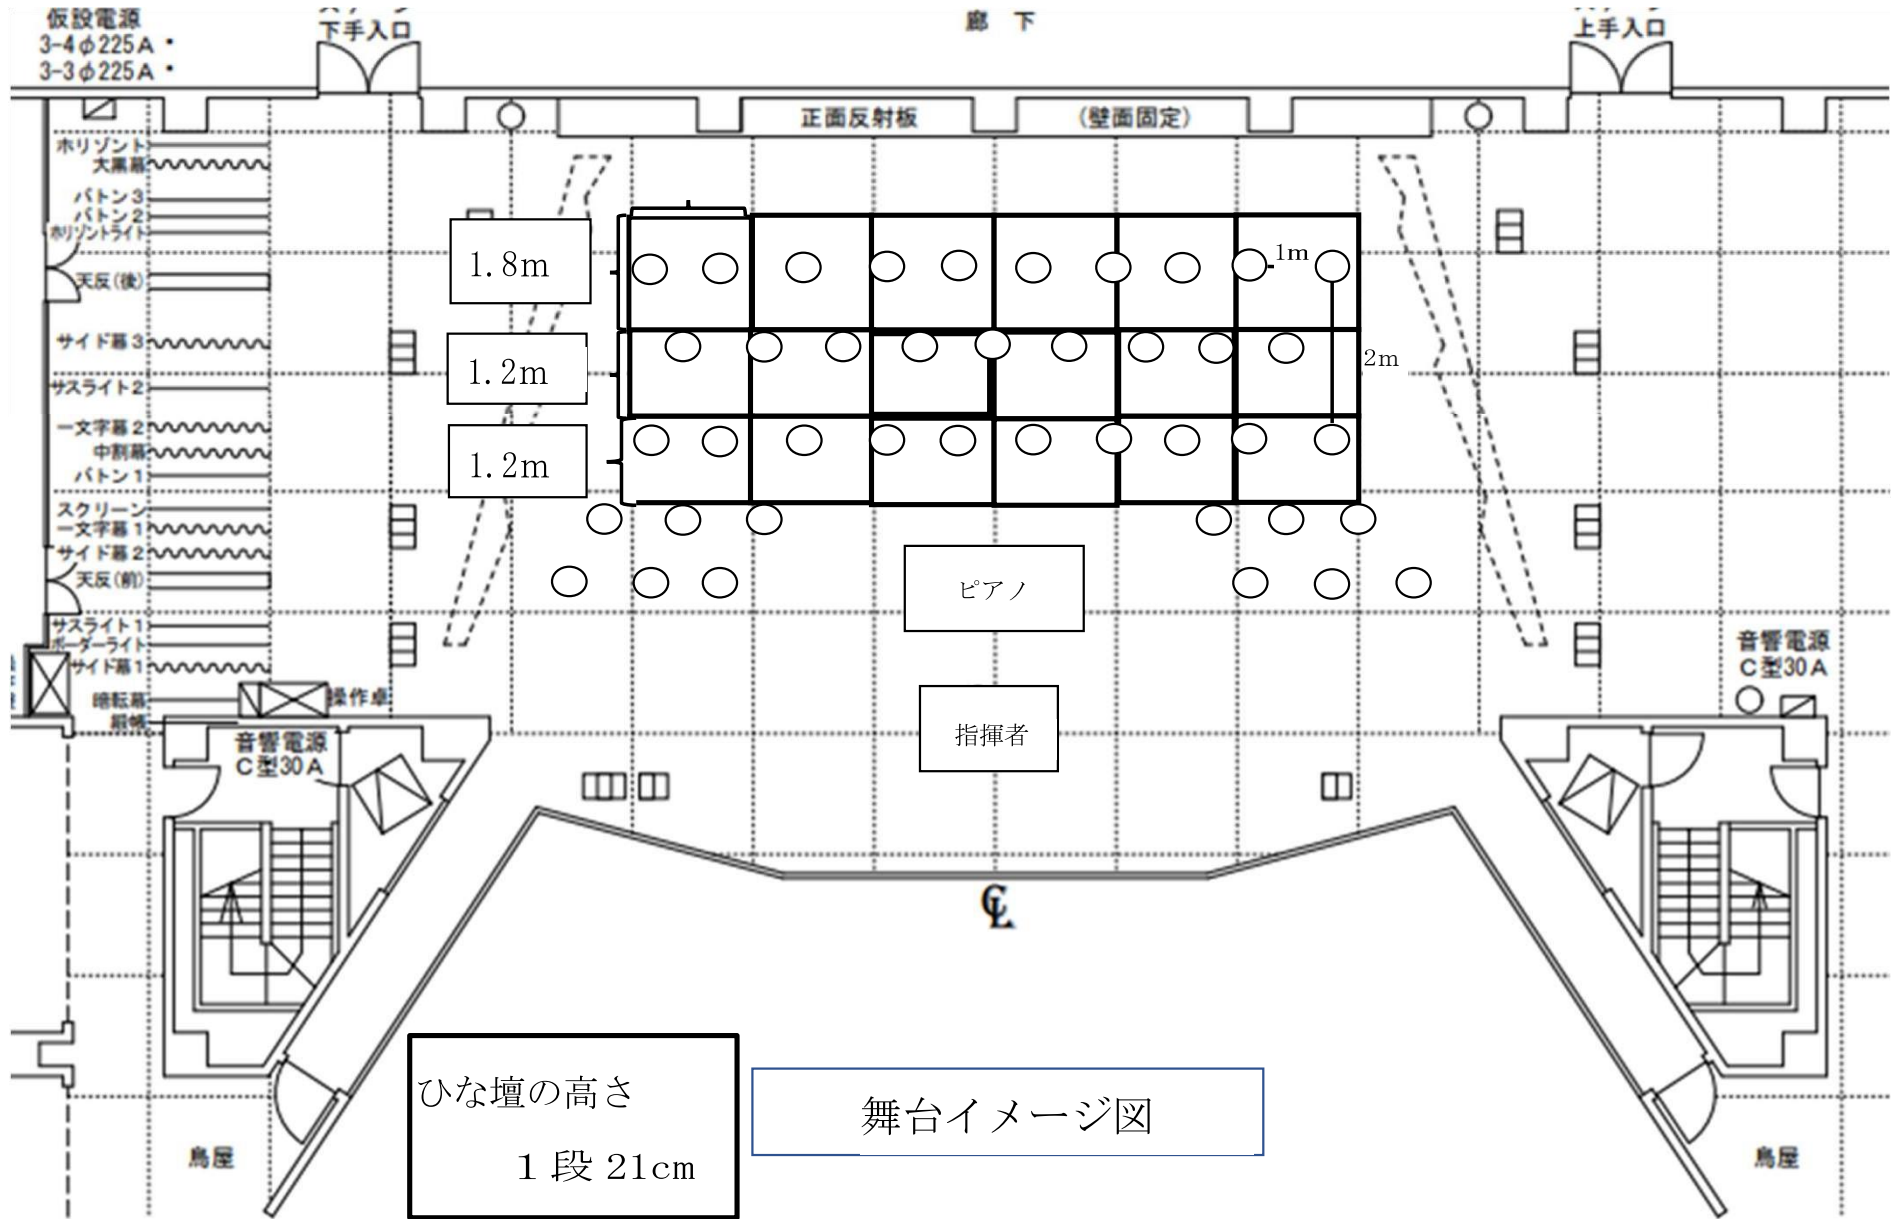 仮設電源
3-4φ225A
3-3φ225A
下手入口
廊 下
上手入口
正面反射板
(壁面固定)
ホリゾント
大黒幕
バトン3
バトン2
ホリゾントライト
天反(後)
サイド幕3
サスライト2
一文字幕2
中割幕
バトン1
スクリーン
一文字幕1
サイド幕2
天反(前)
サスライト1
ボーダーライト
サイド幕1
暗転幕
緞帳
操作卓
音響電源
C型30A
1.8m
1.2m
1.2m
1m
2m
ピアノ
指揮者
音響電源
C型30A
CL
ひな壇の高さ
1段 21cm
舞台イメージ図
鳥屋
鳥屋